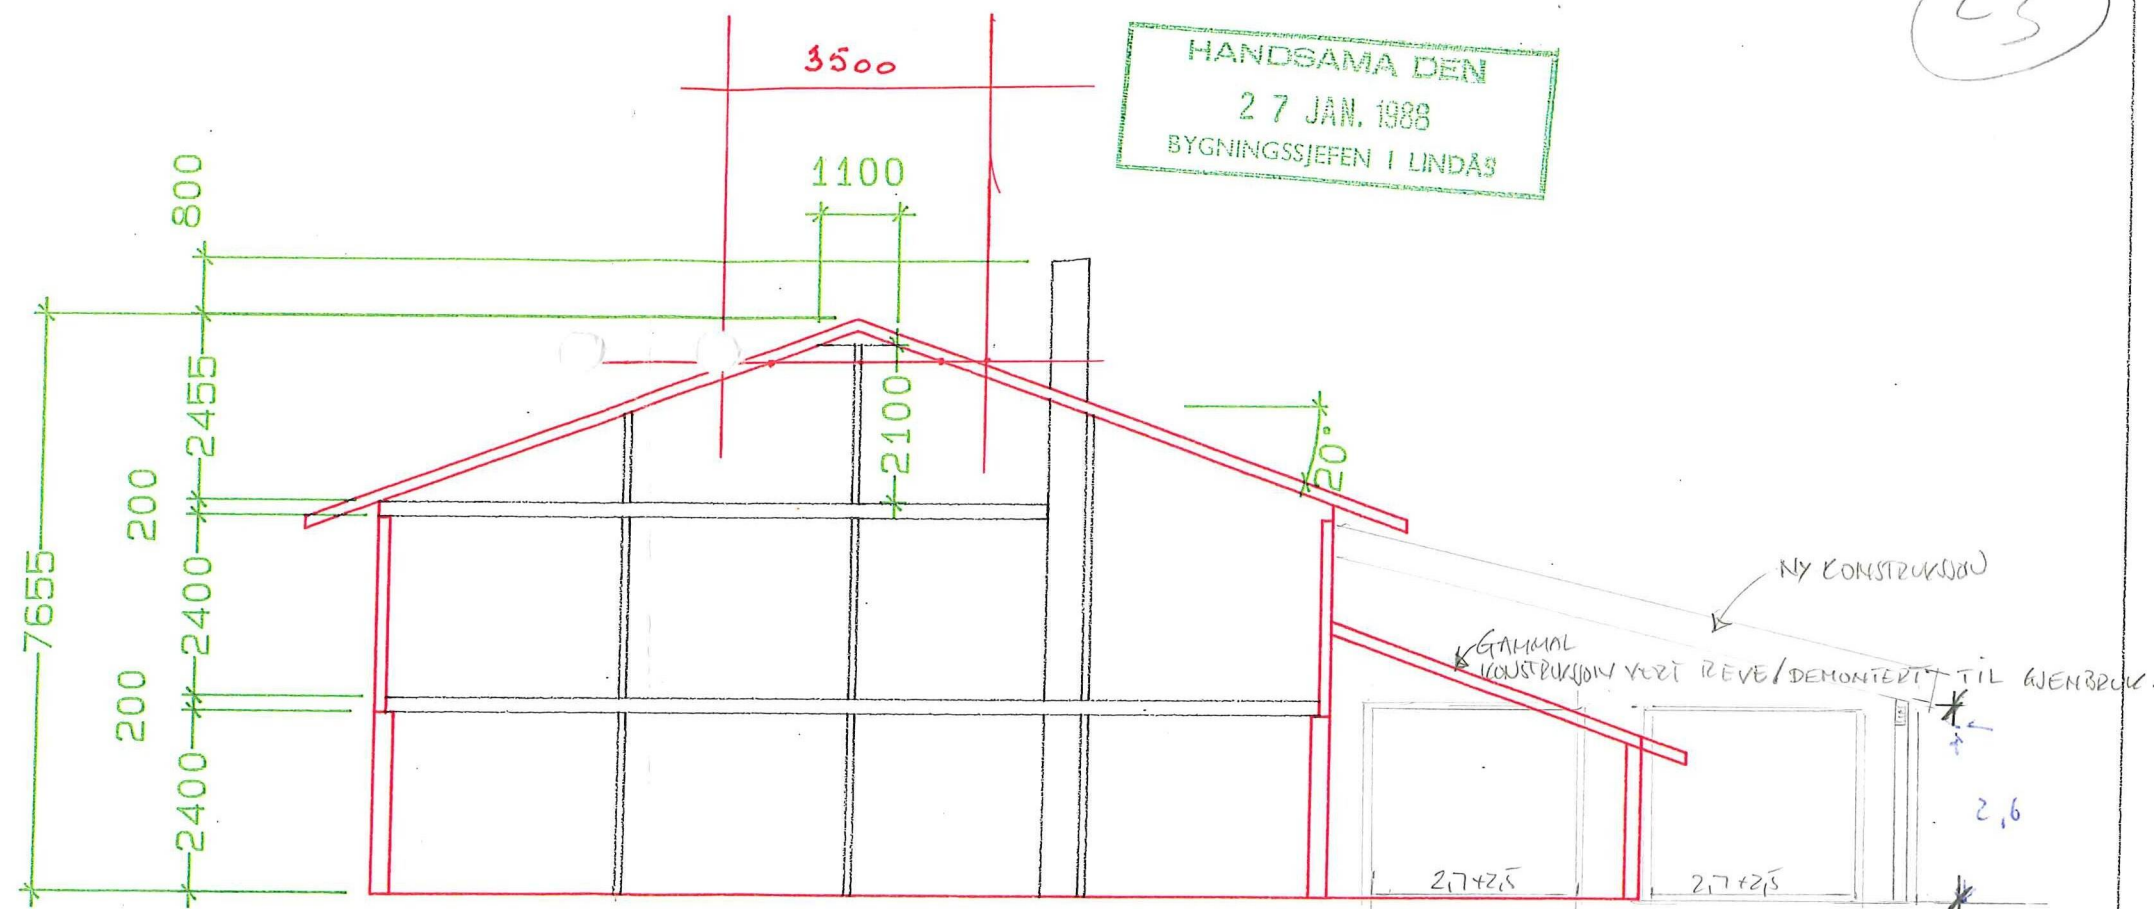 3500
HANDSAMA DEN
27 JAN. 1988
BYGNINGSSJEFEN I LINDÅS
800
1100
2455
2100
20°
200
2400
7655
200
2400
NY KONSTRUKSJON
GAMMAL
KONSTRUKSJON VERT REVE/DEMONTERT TIL GJENBRUK.
2,6
2,7+2,5
2,7+2,5